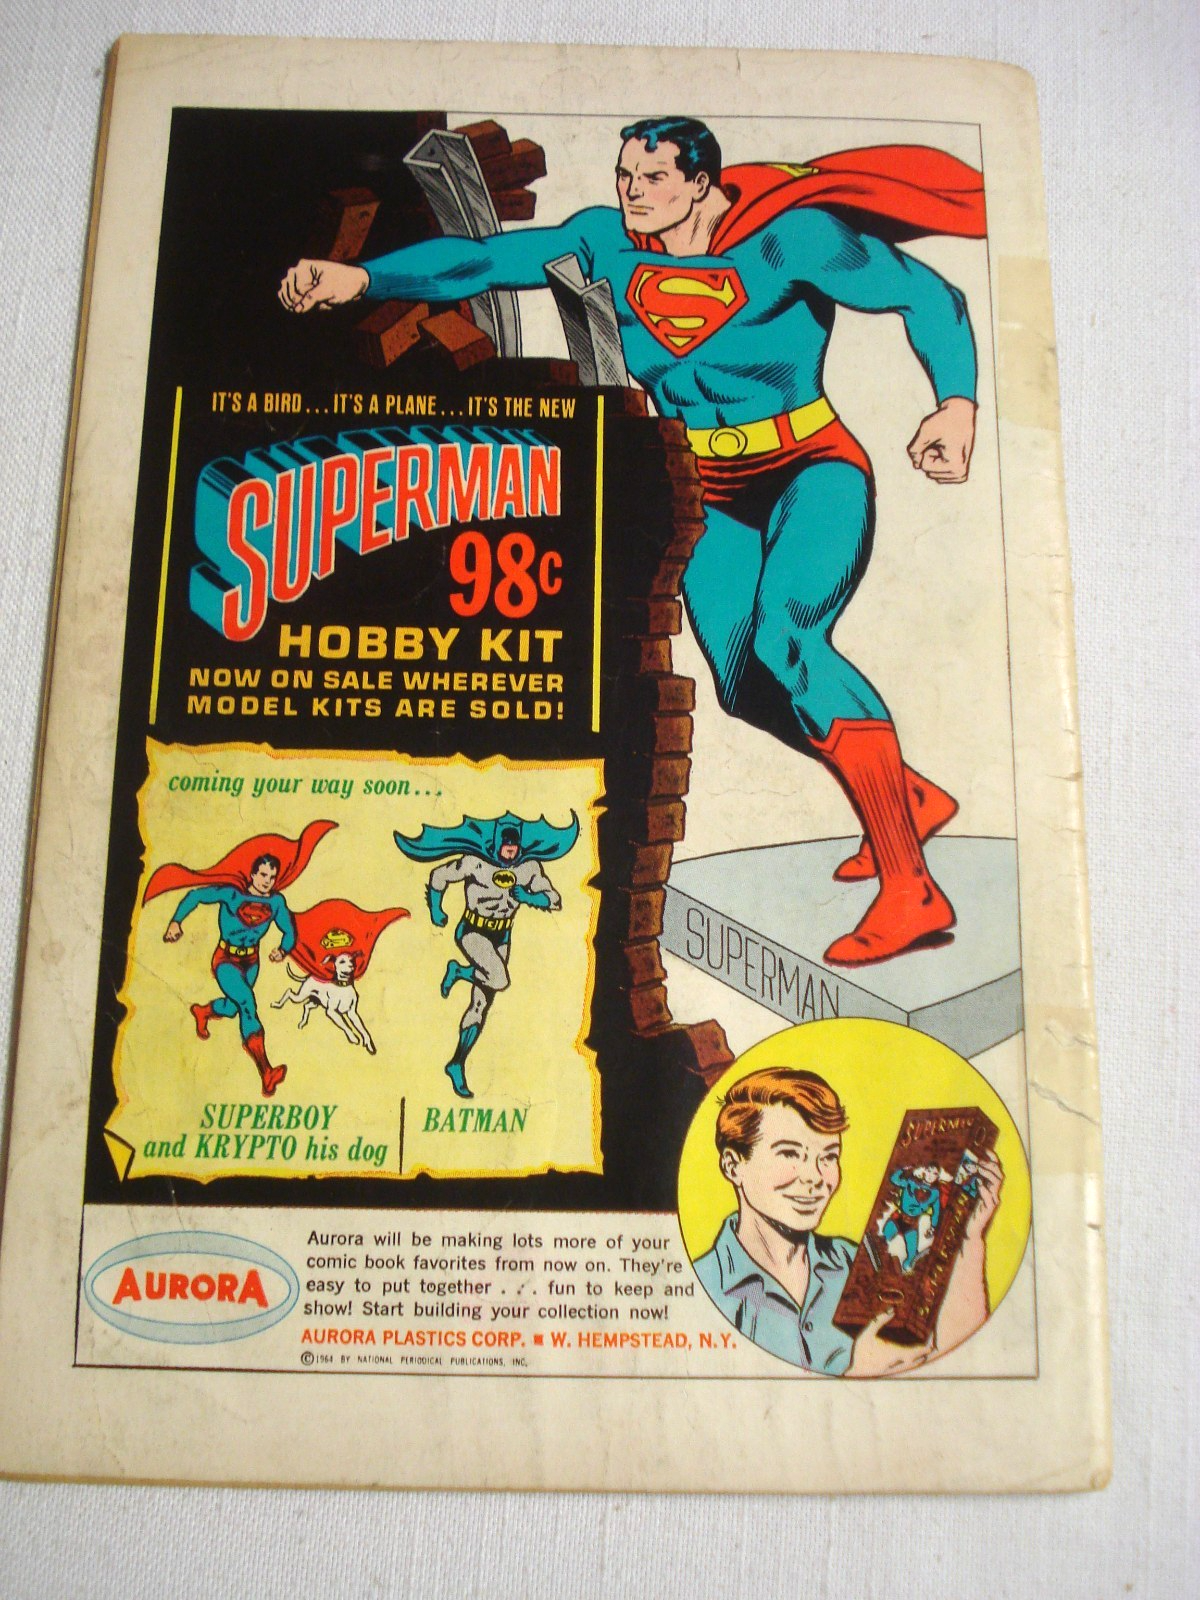 IT'S A BIRD...IT'S A PLANE...IT'S THE NEW
SUPERMAN
98c
HOBBY KIT
NOW ON SALE WHEREVER
MODEL KITS ARE SOLD!
coming your way soon...
SUPERBOY
and KRYPTO his dog
BATMAN
SUPERMAN
SUPERMAN
AURORA
Aurora will be making lots more of your
comic book favorites from now on. They're
easy to put together . . . fun to keep and
show! Start building your collection now!
AURORA PLASTICS CORP. ■ W. HEMPSTEAD, N.Y.
©1964 BY NATIONAL PERIODICAL PUBLICATIONS, INC.